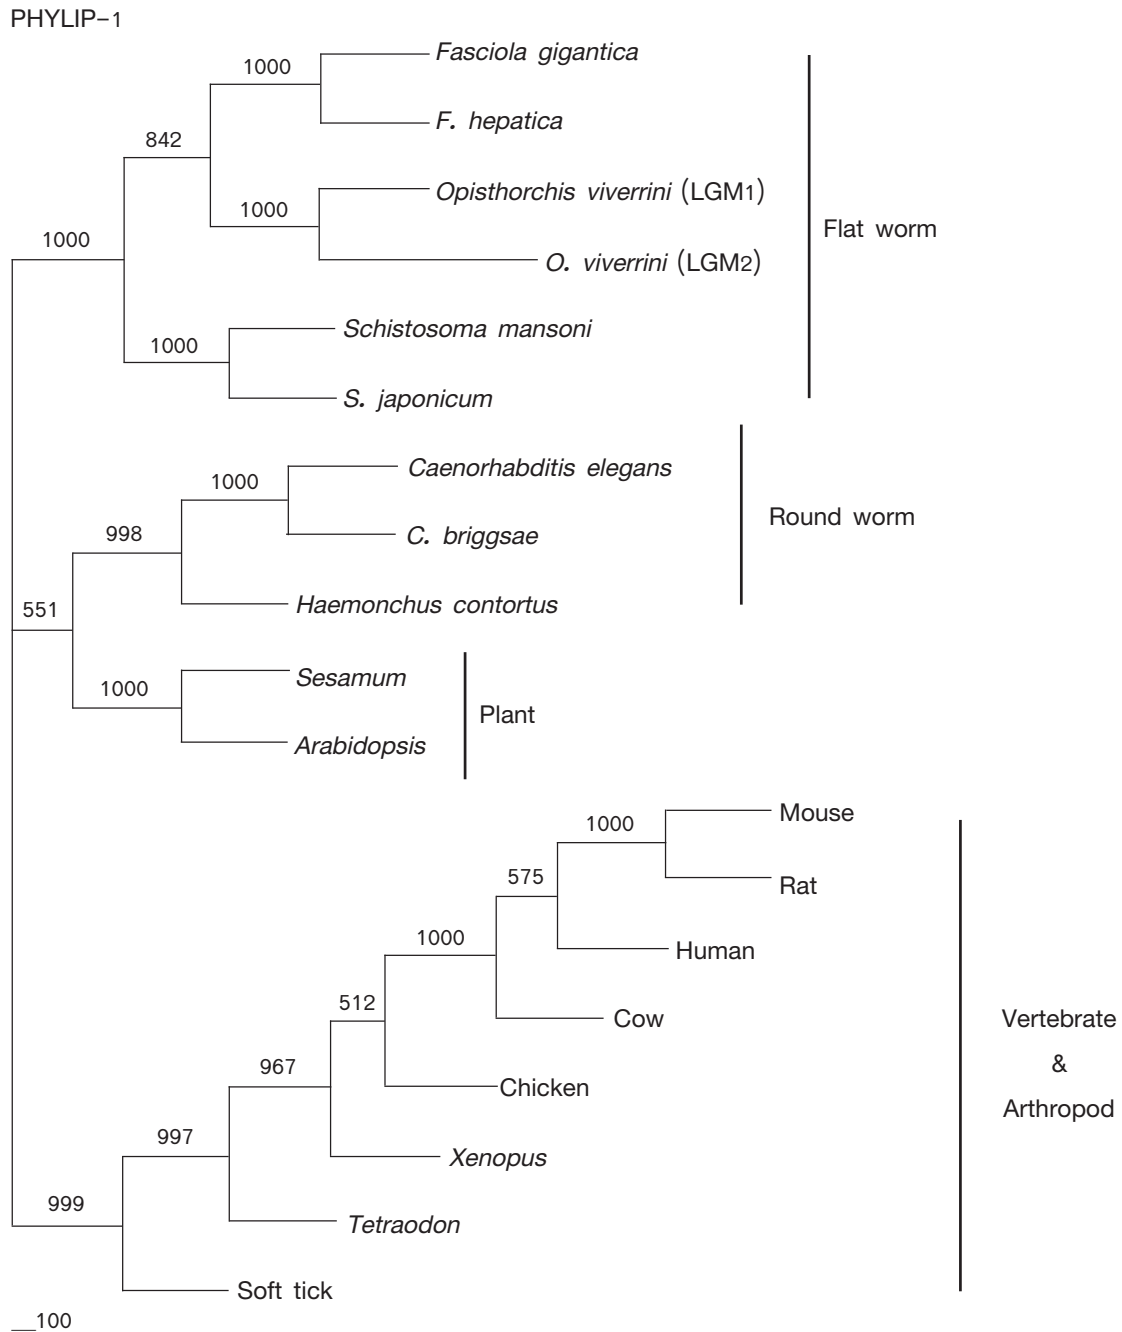 PHYLIP-1
1000
Fasciola gigantica
F. hepatica
842
1000
Opisthorchis viverrini (LGM1)
O. viverrini (LGM2)
Flat worm
1000
1000
Schistosoma mansoni
S. japonicum
1000
Caenorhabditis elegans
C. briggsae
998
Haemonchus contortus
Round worm
551
1000
Sesamum
Arabidopsis
Plant
1000
Mouse
Rat
575
Human
1000
Cow
512
Chicken
967
Xenopus
997
Tetraodon
999
Soft tick
Vertebrate
&
Arthropod
100